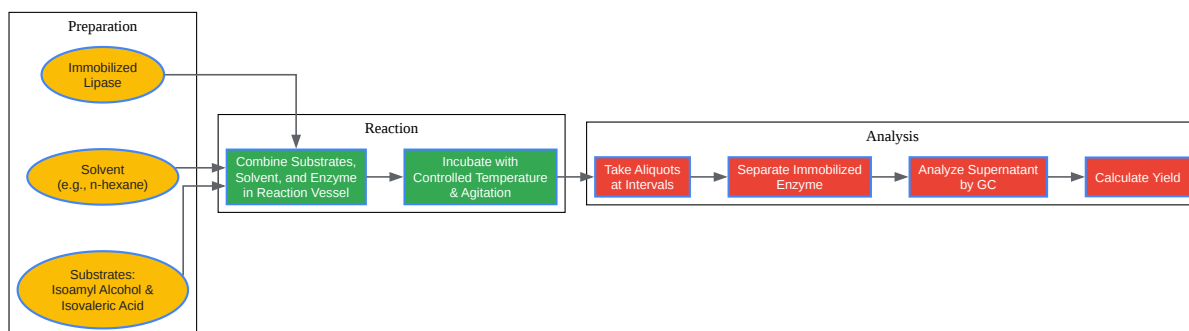 Preparation
Immobilized
Lipase
Solvent
(e.g., n-hexane)
Substrates:
Isoamyl Alcohol &
Isovaleric Acid
Reaction
Combine Substrates,
Solvent, and Enzyme
in Reaction Vessel
Incubate with
Controlled Temperature
& Agitation
Analysis
Take Aliquots
at Intervals
Separate Immobilized
Enzyme
Analyze Supernatant
by GC
Calculate Yield